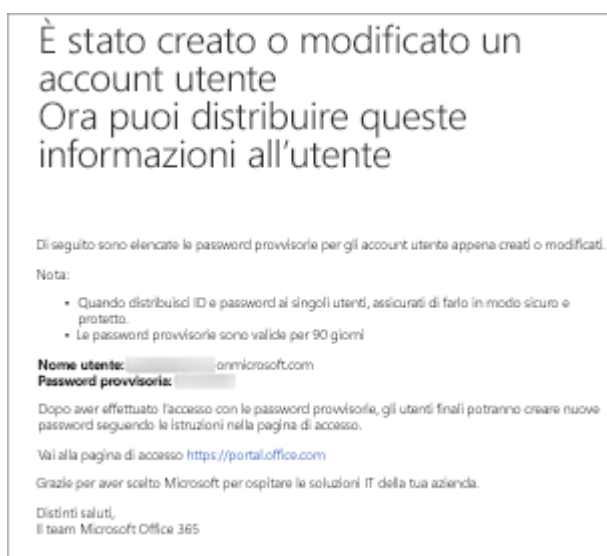 È stato creato o modificato un
account utente
Ora puoi distribuire queste
informazioni all'utente
Di seguito sono elencate le password provvisorie per gli account utente appena creati o modificati.
Nota:
• Quando distribuisci ID e password ai singoli utenti, assicurati di farlo in modo sicuro e
protetto.
• Le password provvisorie sono valide per 90 giorni
Nome utente: onmicrosoft.com
Password provvisoria:
Dopo aver effettuato l'accesso con le password provvisorie, gli utenti finali potranno creare nuove
password seguendo le istruzioni nella pagina di accesso.
Vai alla pagina di accesso https://portal.office.com
Grazie per aver scelto Microsoft per ospitare le soluzioni IT della tua azienda.
Distinti saluti,
Il team Microsoft Office 365